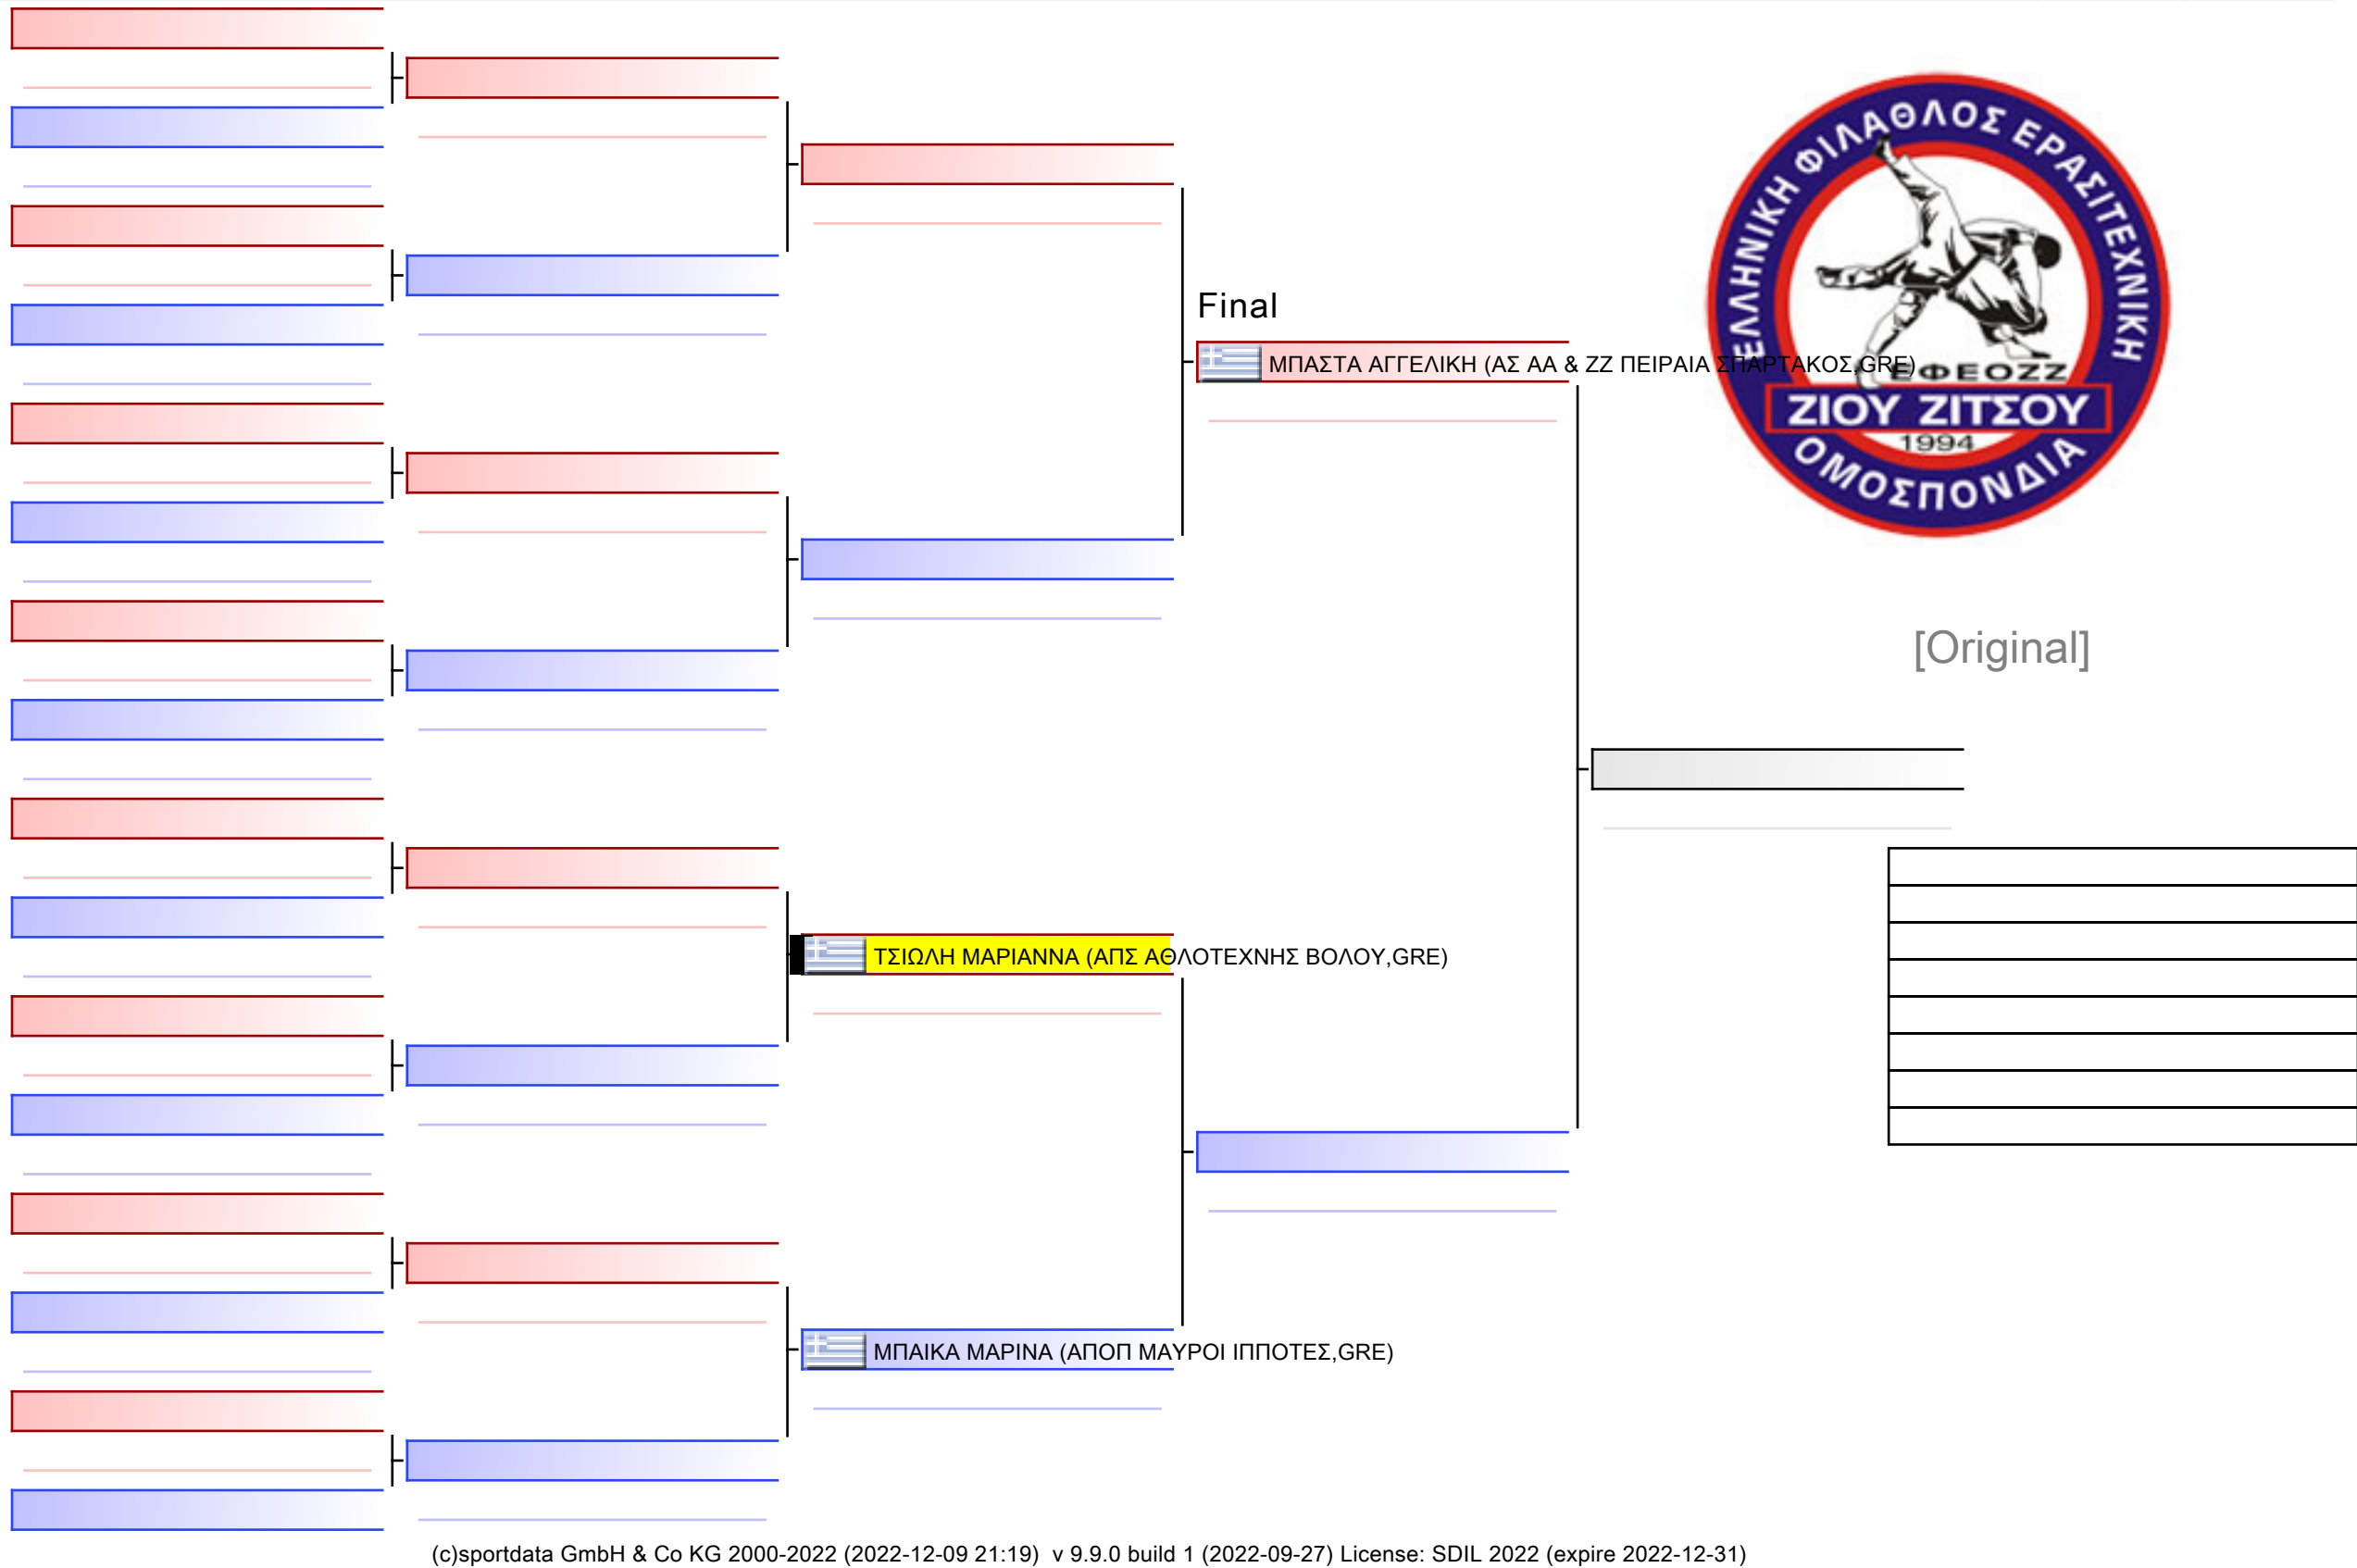 ΕΛΛΗΝΙΚΗ ΦΙΛΑΘΛΟΣ ΕΡΑΣΙΤΕΧΝΙΚΗ
Final
ΜΠΑΣΤΑ ΑΓΓΕΛΙΚΗ (ΑΣ ΑΑ & ΖΖ ΠΕΙΡΑΙΑ ΣΠΑΡΤΑΚΟΣ,GRE)
ΕΦΕΟΖΖ
ΖΙΟΥ ΖΙΤΣΟΥ
1994
ΟΜΟΣΠΟΝΔΙΑ
[Original]
ΤΣΙΩΛΗ ΜΑΡΙΑΝΝΑ (ΑΠΣ ΑΘΛΟΤΕΧΝΗΣ ΒΟΛΟΥ,GRE)
ΜΠΑΙΚΑ ΜΑΡΙΝΑ (ΑΠΟΠ ΜΑΥΡΟΙ ΙΠΠΟΤΕΣ,GRE)
(c)sportdata GmbH & Co KG 2000-2022 (2022-12-09 21:19) v 9.9.0 build 1 (2022-09-27) License: SDIL 2022 (expire 2022-12-31)